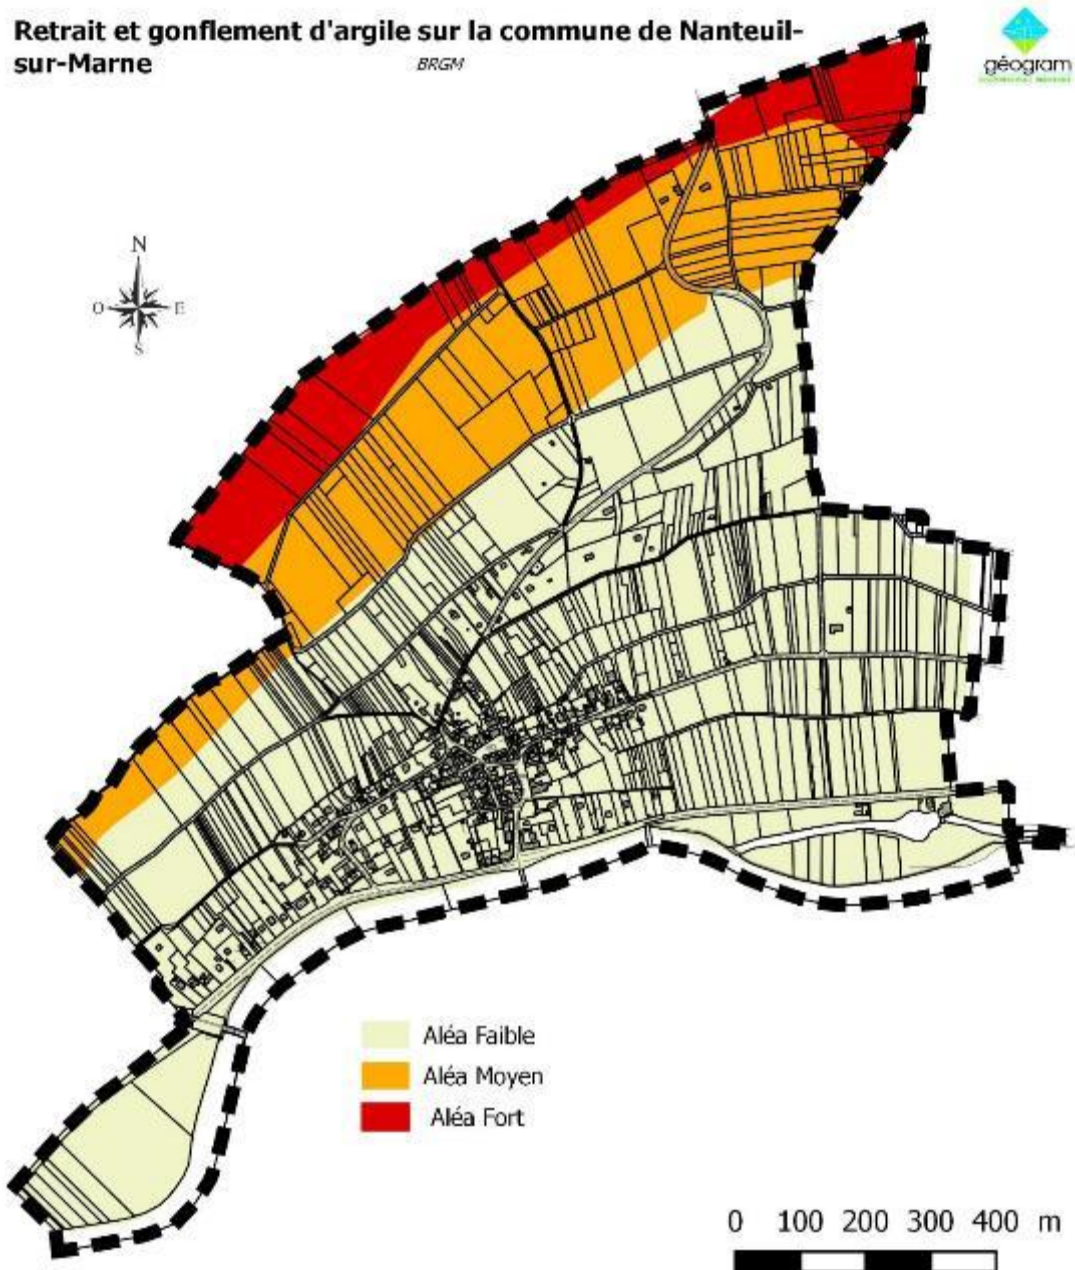 Retrait et gonflement d'argile sur la commune de Nanteuil-
sur-Marne
BRGM
géogram
N
O
E
S
Aléa Faible
Aléa Moyen
Aléa Fort
0 100 200 300 400 m